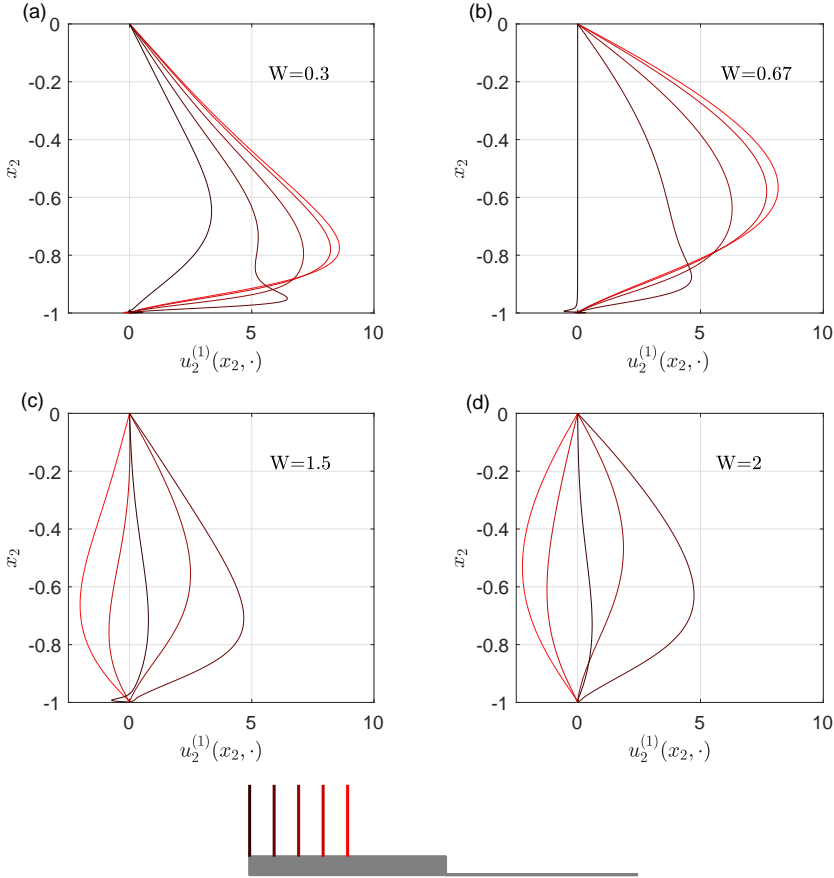 (a)
W=0.3
0
-0.2
-0.4
-0.6
-0.8
-1
x₂
0
5
10
u₂⁽¹⁾(x₂, ·)
(b)
W=0.67
0
-0.2
-0.4
-0.6
-0.8
-1
x₂
0
5
10
u₂⁽¹⁾(x₂, ·)
(c)
W=1.5
0
-0.2
-0.4
-0.6
-0.8
-1
x₂
0
5
10
u₂⁽¹⁾(x₂, ·)
(d)
W=2
0
-0.2
-0.4
-0.6
-0.8
-1
x₂
0
5
10
u₂⁽¹⁾(x₂, ·)